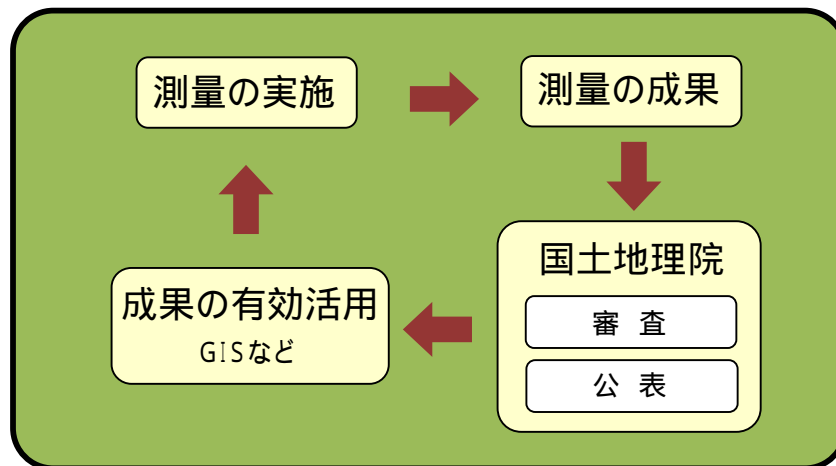 測量の実施
測量の成果
国土地理院
審 査
公 表
成果の有効活用
GISなど